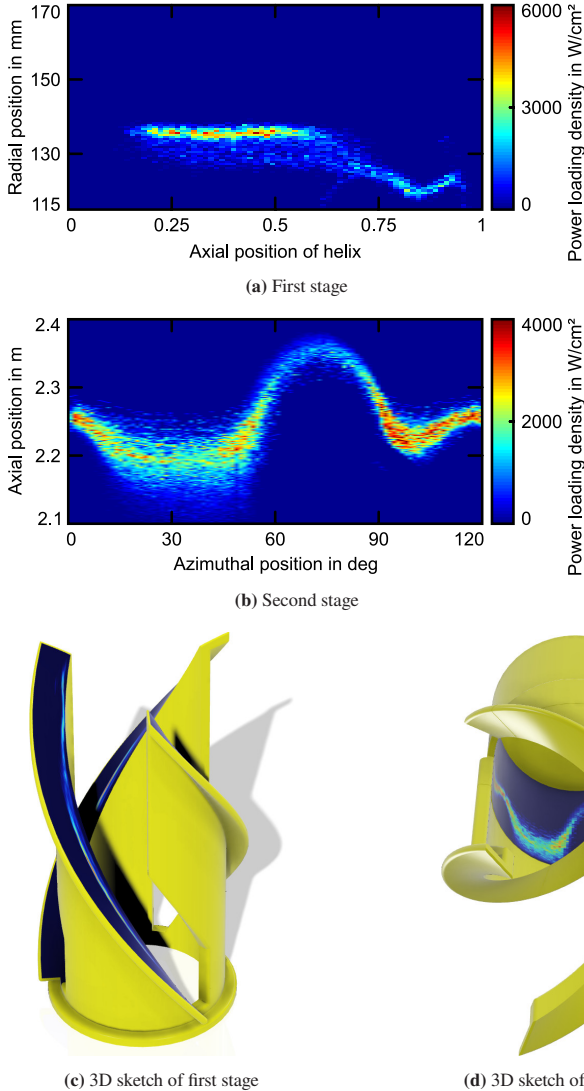 170
150
130
115
Radial position in mm
0
0.25
0.5
0.75
1
Axial position of helix
6000
3000
0
Power loading density in W/cm²
(a) First stage
2.4
2.3
2.2
2.1
Axial position in m
0
30
60
90
120
Azimuthal position in deg
4000
2000
0
Power loading density in W/cm²
(b) Second stage
(c) 3D sketch of first stage
(d) 3D sketch of